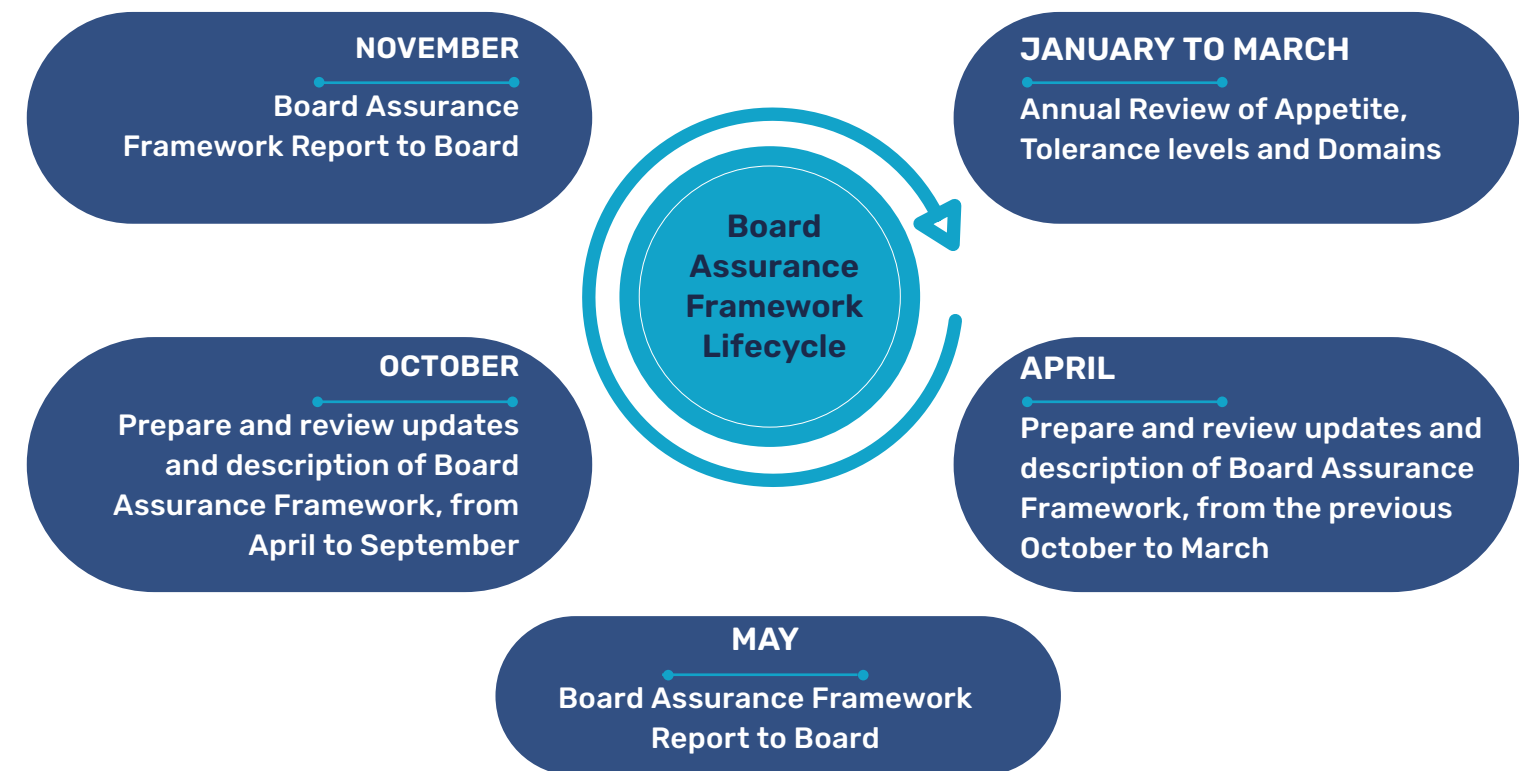 NOVEMBER
Board Assurance
Framework Report to Board
JANUARY TO MARCH
Annual Review of Appetite,
Tolerance levels and Domains
Board
Assurance
Framework
Lifecycle
OCTOBER
Prepare and review updates
and description of Board
Assurance Framework, from
April to September
APRIL
Prepare and review updates and
description of Board Assurance
Framework, from the previous
October to March
MAY
Board Assurance Framework
Report to Board